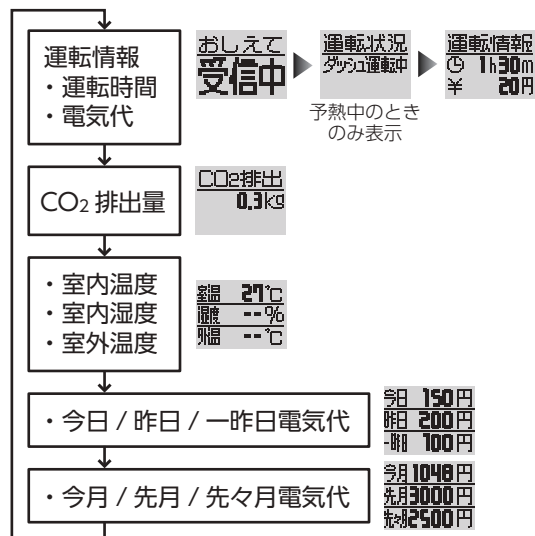 運転情報
・運転時間
・電気代
おしえて
受信中
運転状況
ダッシュ運転中
予熱中のとき
のみ表示
運転情報
1h30m
¥ 20円
CO2 排出量
CO2排出
0.3kg
・室内温度
・室内湿度
・室外温度
室温 27℃
湿度 --%
外温 --℃
・今日 / 昨日 / 一昨日電気代
今日 150円
昨日 200円
一昨日 100円
・今月 / 先月 / 先々月電気代
今月1048円
先月3000円
先々月2500円